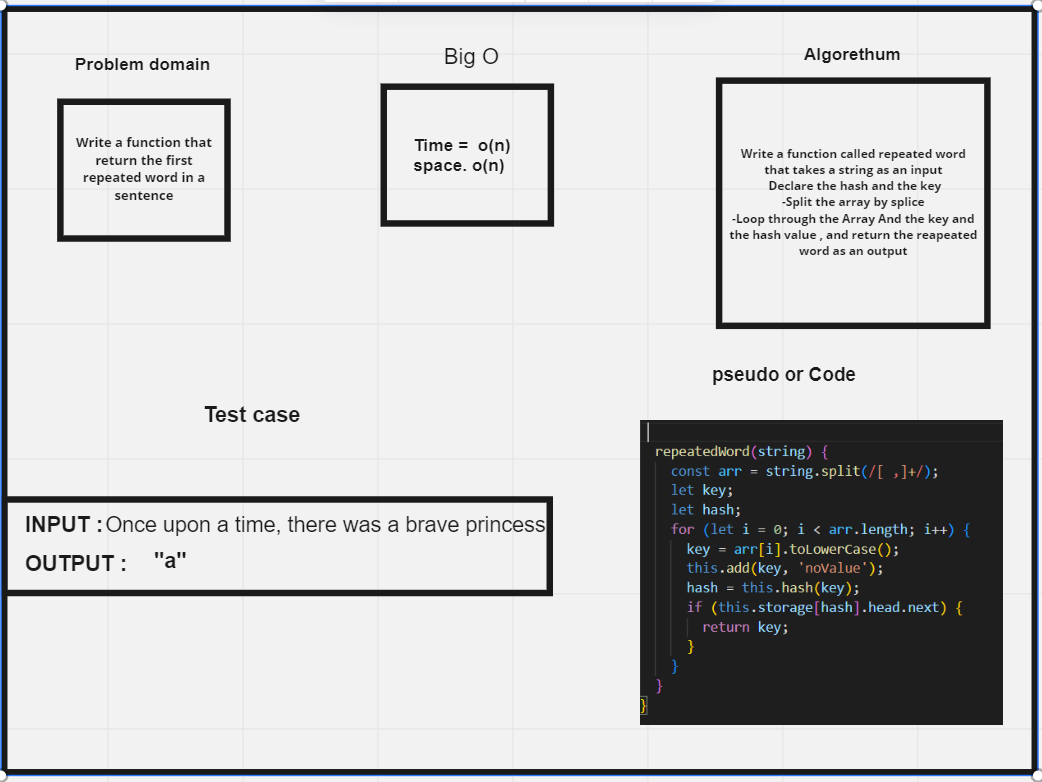 Problem domain
Write a function that
return the first
repeated word in a
sentence
Big O
Time =  o(n)
space. o(n)
Algorethum
Write a function called repeated word
that takes a string as an input
Declare the hash and the key
-Split the array by splice
-Loop through the Array And the key and
the hash value , and return the reapeated
word as an output
Test case
INPUT : Once upon a time, there was a brave princess
OUTPUT :   "a"
pseudo or Code
repeatedWord(string) {
const arr = string.split(/[ ,]+/);
let key;
let hash;
for (let i = 0; i < arr.length; i++) {
key = arr[i].toLowerCase();
this.add(key, 'noValue');
hash = this.hash(key);
if (this.storage[hash].head.next) {
return key;
}
}
}
}